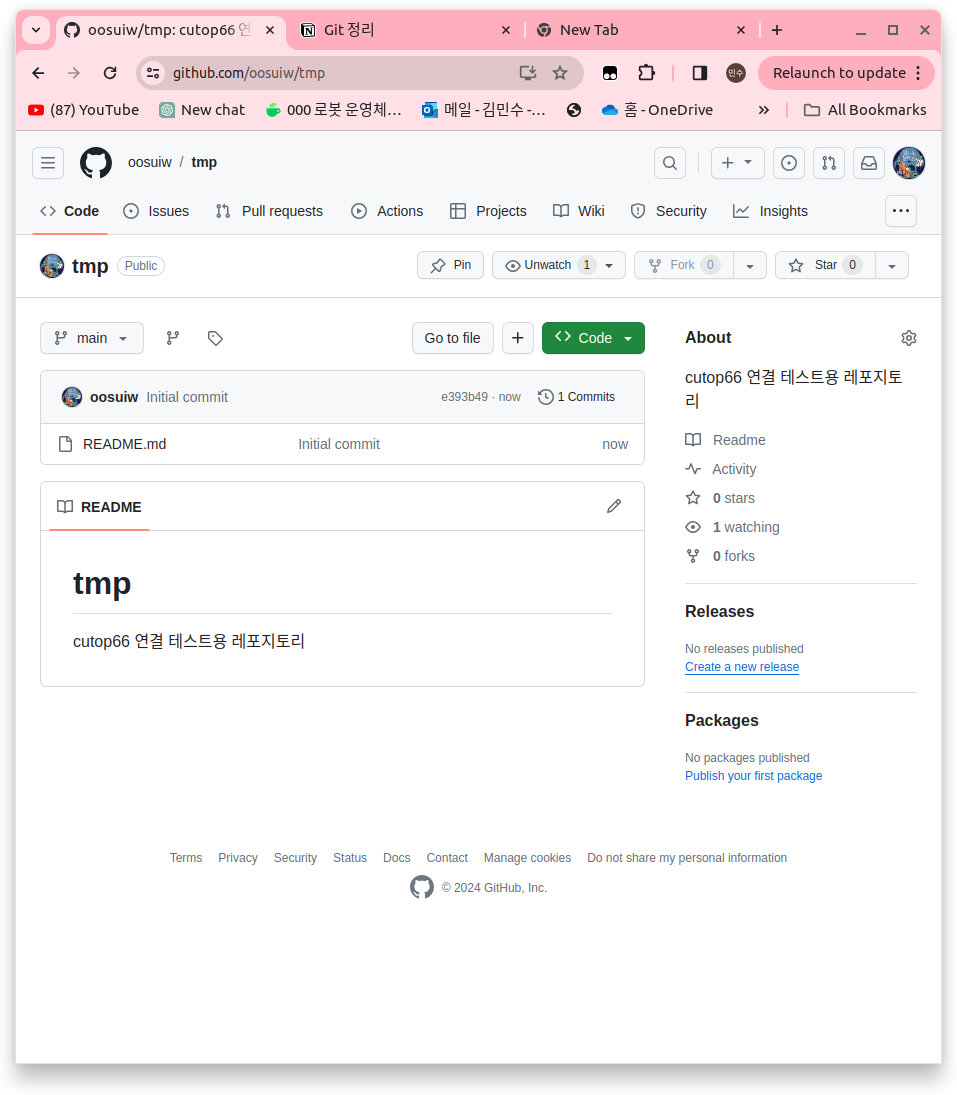 oosuiw/tmp: cutop66 연
Git 정리
New Tab
github.com/oosuiw/tmp
민수
Relaunch to update
(87) YouTube
New chat
000 로봇 운영체...
메일 - 김민수 -...
홈 - OneDrive
All Bookmarks
oosuiw / tmp
Code
Issues
Pull requests
Actions
Projects
Wiki
Security
Insights
tmp Public
Pin
Unwatch 1
Fork 0
Star 0
main
Go to file
Code
oosuiw Initial commit
e393b49 · now
1 Commits
README.md
Initial commit
now
README
tmp
cutop66 연결 테스트용 레포지토리
About
cutop66 연결 테스트용 레포지토
리
Readme
Activity
0 stars
1 watching
0 forks
Releases
No releases published
Create a new release
Packages
No packages published
Publish your first package
Terms Privacy Security Status Docs Contact Manage cookies Do not share my personal information
© 2024 GitHub, Inc.